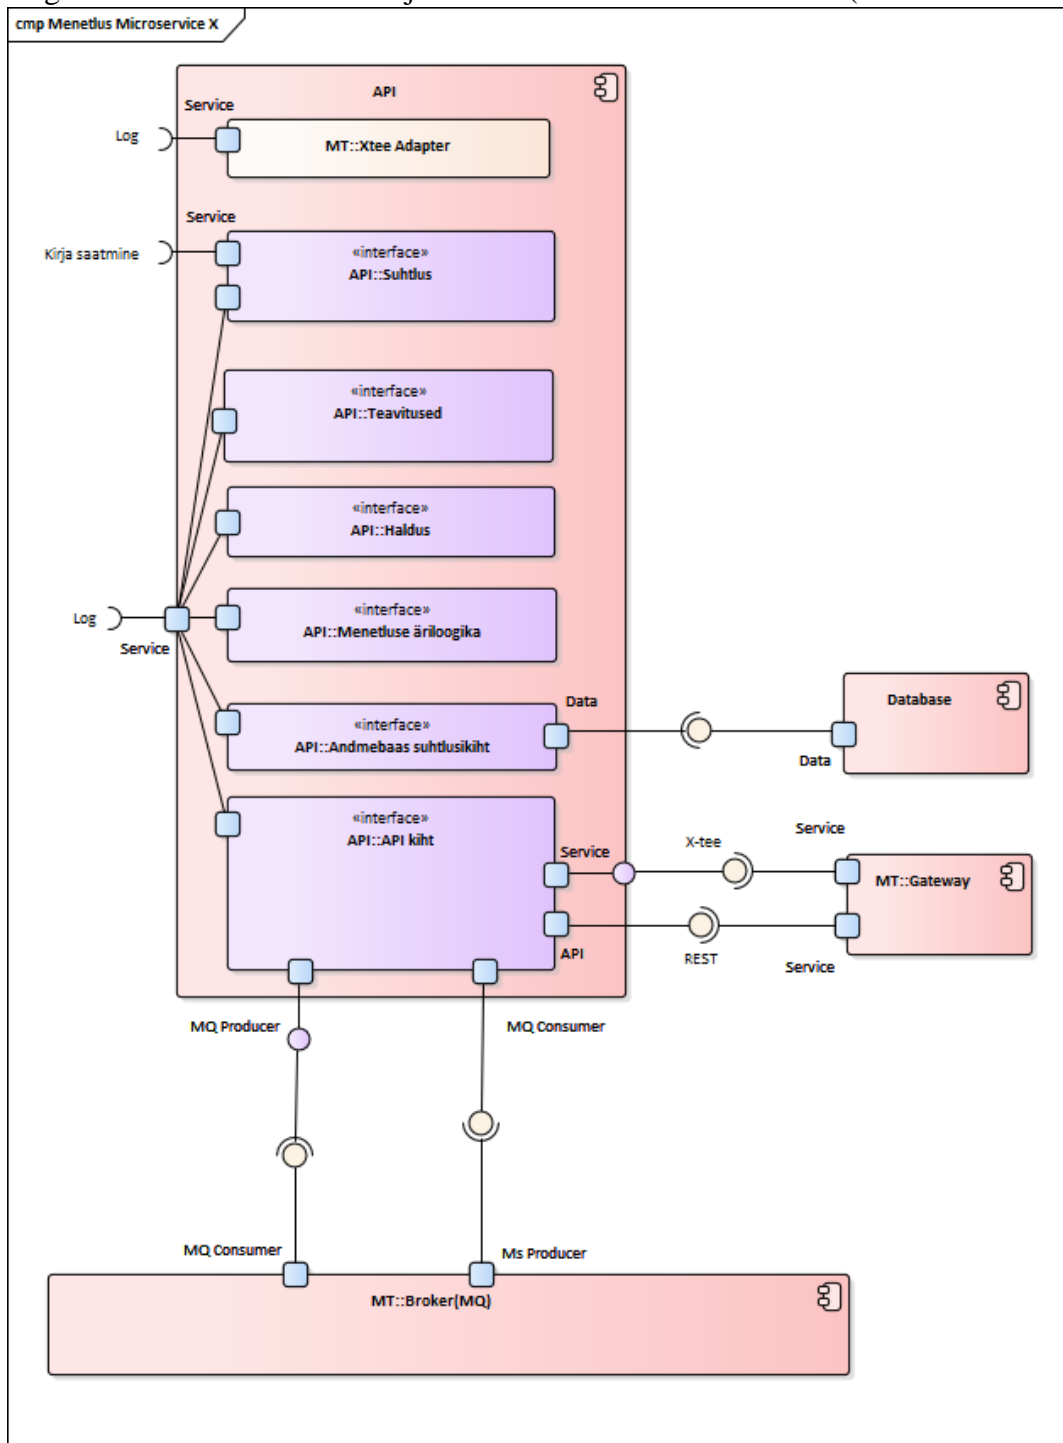 cmp Menetlus Microservice X
API
Service
Log
MT::Xtee Adapter
Service
Kirja saatmine
«interface»
API::Suhtlus
«interface»
API::Teavitused
«interface»
API::Haldus
«interface»
API::Menetluse äriloogika
Log
Service
Data
«interface»
API::Andmebaas suhtlusikiht
Database
Data
«interface»
API::API kiht
Service
X-tee
Service
MT::Gateway
API
REST
Service
MQ Producer
MQ Consumer
MQ Consumer
Ms Producer
MT::Broker(MQ)